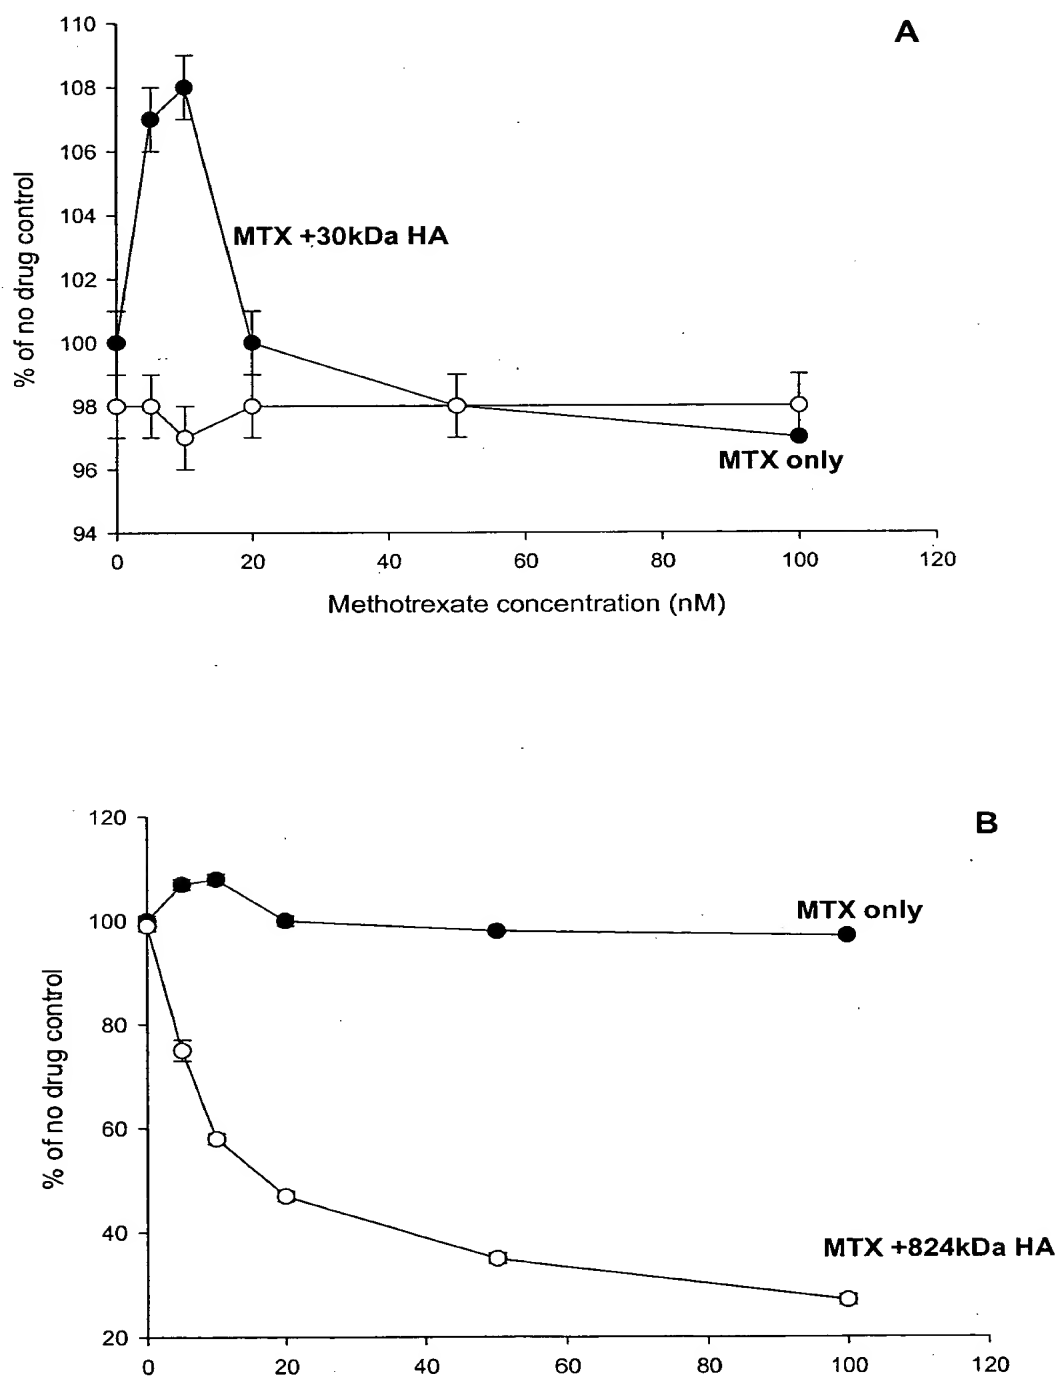 A
110
108
106
104
102
100
98
96
94
% of no drug control
MTX +30kDa HA
MTX only
0 20 40 60 80 100 120
Methotrexate concentration (nM)
B
120
100
80
60
40
20
% of no drug control
MTX only
MTX +824kDa HA
0 20 40 60 80 100 120